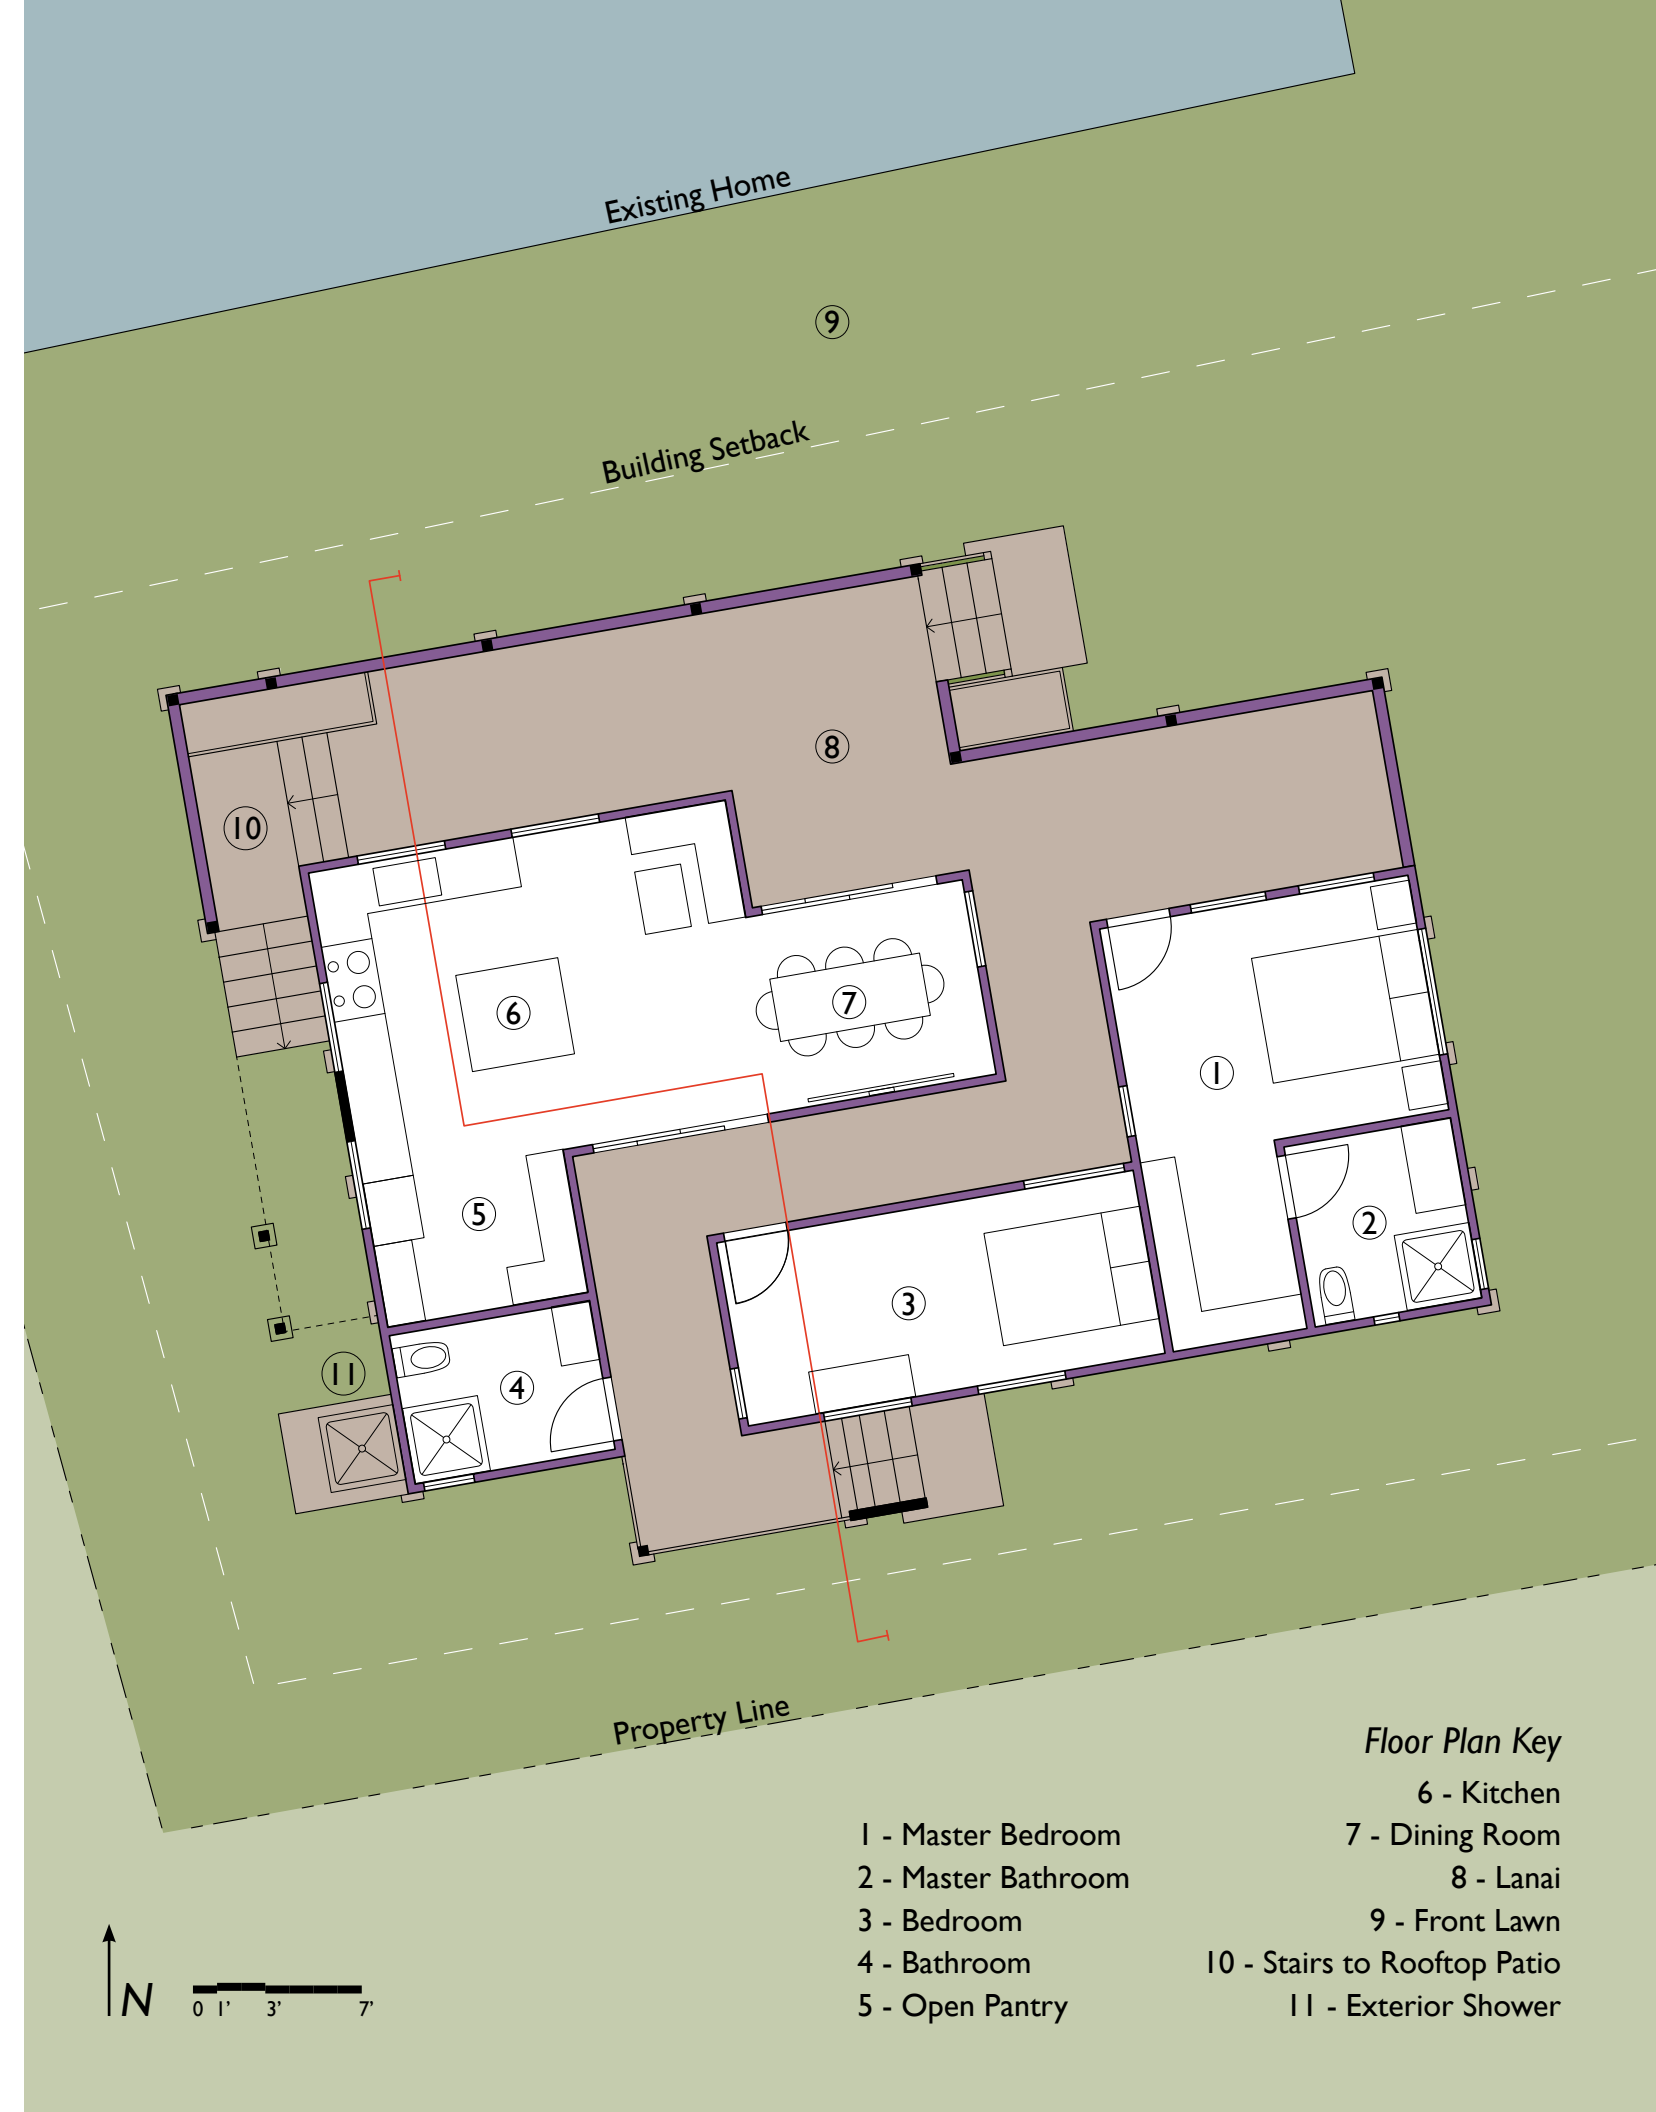 Existing Home
9
Building Setback
8
10
6
7
1
5
2
3
11
4
Property Line
Floor Plan Key
1 - Master Bedroom
2 - Master Bathroom
3 - Bedroom
4 - Bathroom
5 - Open Pantry
6 - Kitchen
7 - Dining Room
8 - Lanai
9 - Front Lawn
10 - Stairs to Rooftop Patio
11 - Exterior Shower
N
0 1' 3' 7'